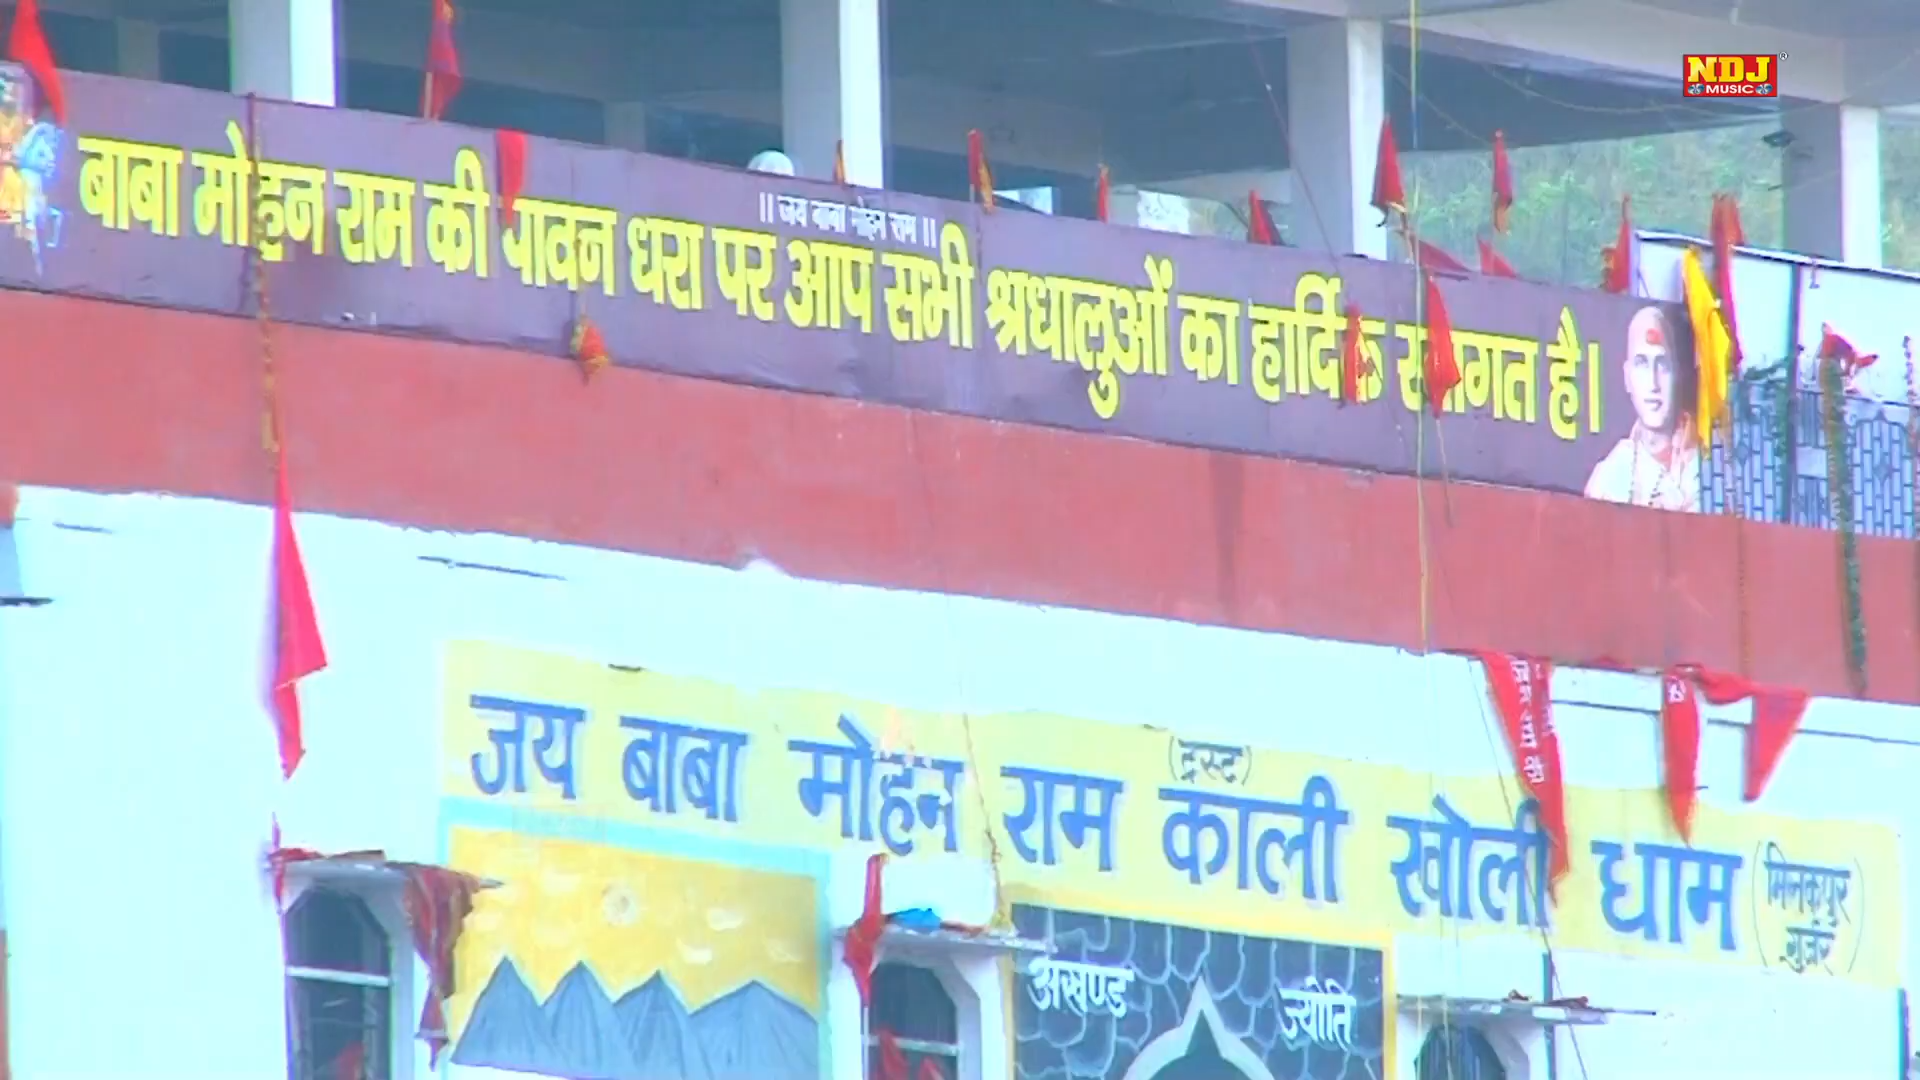 NDJ
MUSIC
॥ जय बाबा मोहन राम ॥
बाबा मोहन राम की पावन धरा पर आप सभी श्रधालुओं का हार्दिक स्वागत है।
(ट्रस्ट)
जय बाबा मोहन राम काली खोली धाम (मिलकपुर
गुर्जर)
अखण्ड ज्योति